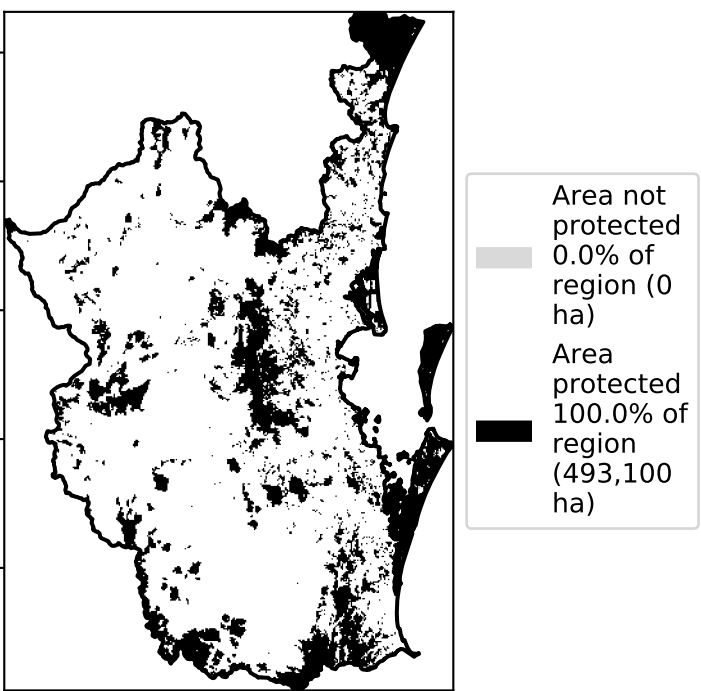 Area not
protected
0.0% of
region (0
ha)
Area
protected
100.0% of
region
(493,100
ha)